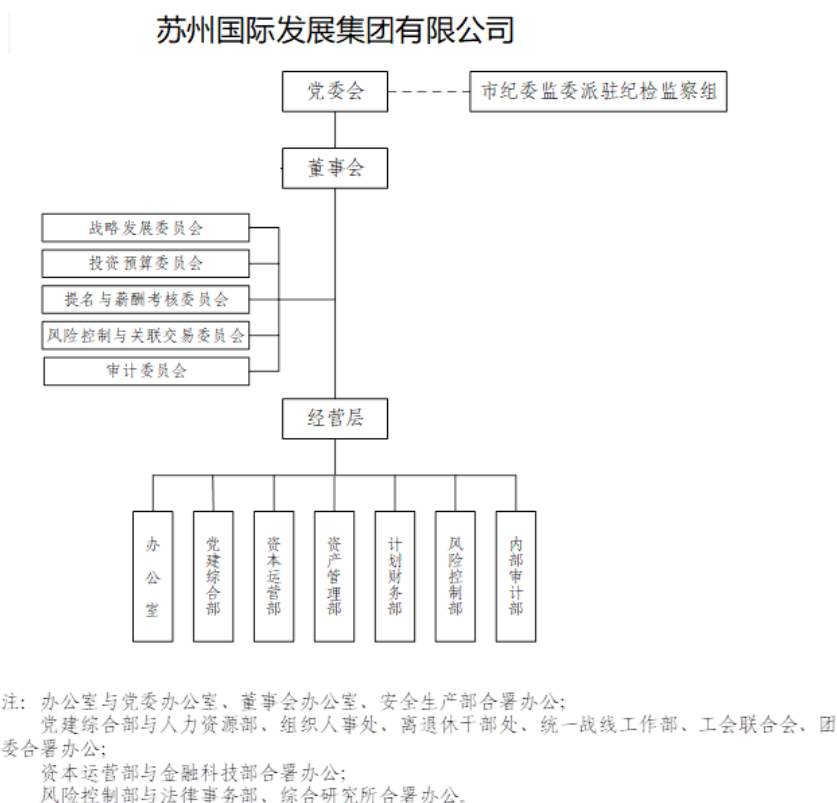 苏州国际发展集团有限公司
党委会
市纪委监委派驻纪检监察组
董事会
战略发展委员会
投资预算委员会
提名与薪酬考核委员会
风险控制与关联交易委员会
审计委员会
经营层
办公室
党建综合部
资本运营部
资产管理部
计划财务部
风险控制部
内部审计部
注：办公室与党委办公室、董事会办公室、安全生产部合署办公；
党建综合部与人力资源部、组织人事处、离退休干部处、统一战线工作部、工会联合会、团
委合署办公；
资本运营部与金融科技部合署办公；
风险控制部与法律事务部、综合研究所合署办公。